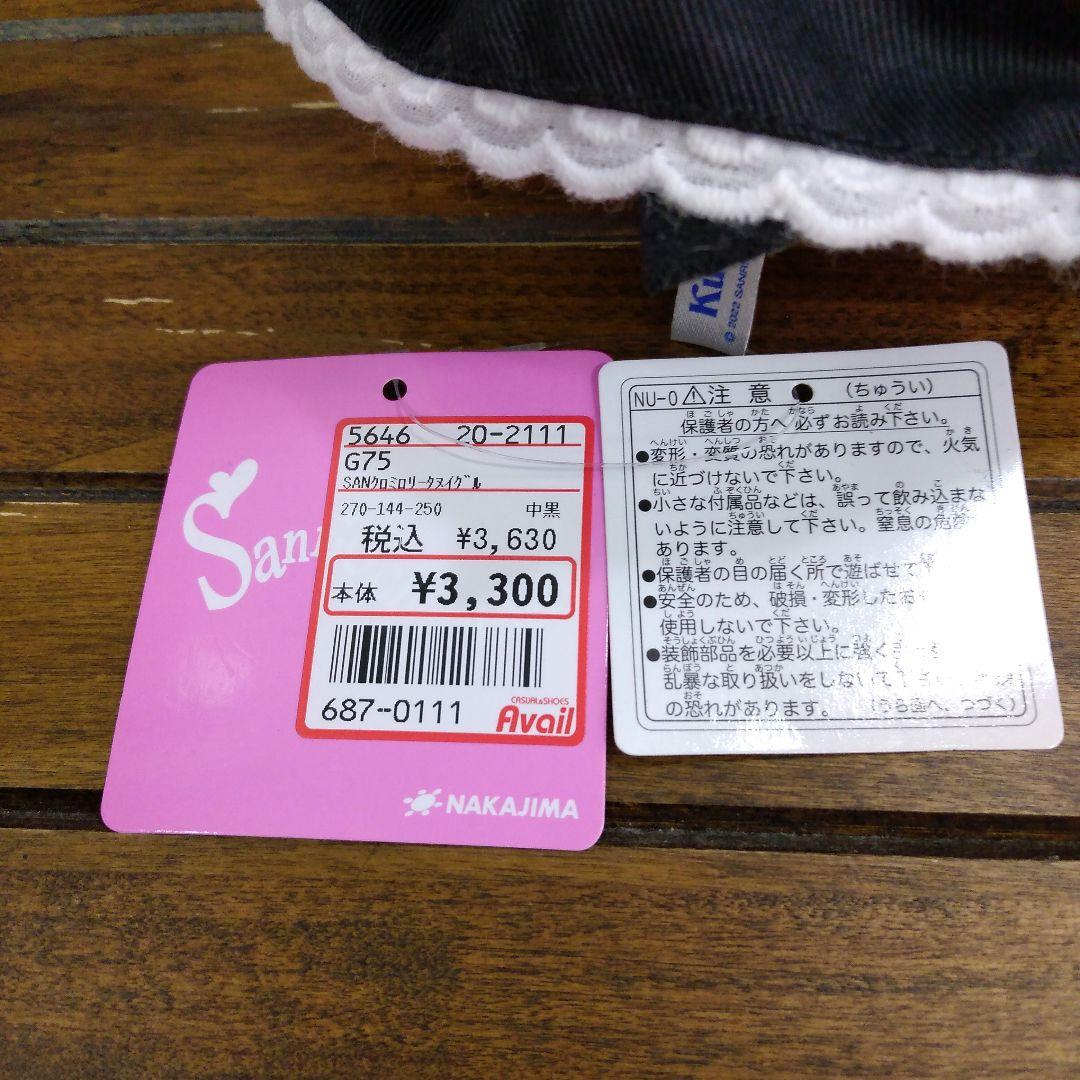 © 2022 SANR
5646 20-2111
G75
SANｸﾛﾐﾛﾘｰﾀﾇｲｸﾞﾙ
270-144-250 中黒
税込 ¥3,630
本体 ¥3,300
687--0111
CASUAL&SHOES
Avail
San
NAKAJIMA
NU-0 ⚠注意 (ちゅうい)
保護者の方へ必ずお読み下さい。
●変形・変質の恐れがありますので、火気
に近づけないで下さい。
●小さな付属品などは、誤って飲み込まな
いように注意して下さい。窒息の危険
あります。
●保護者の目の届く所で遊ばせて
●安全のため、破損・変形した
使用しないで下さい。
●装飾部品を必要以上に強く
乱暴な取り扱いをしないで下さい。
の恐れがあります。 (うら面へ、つづく)